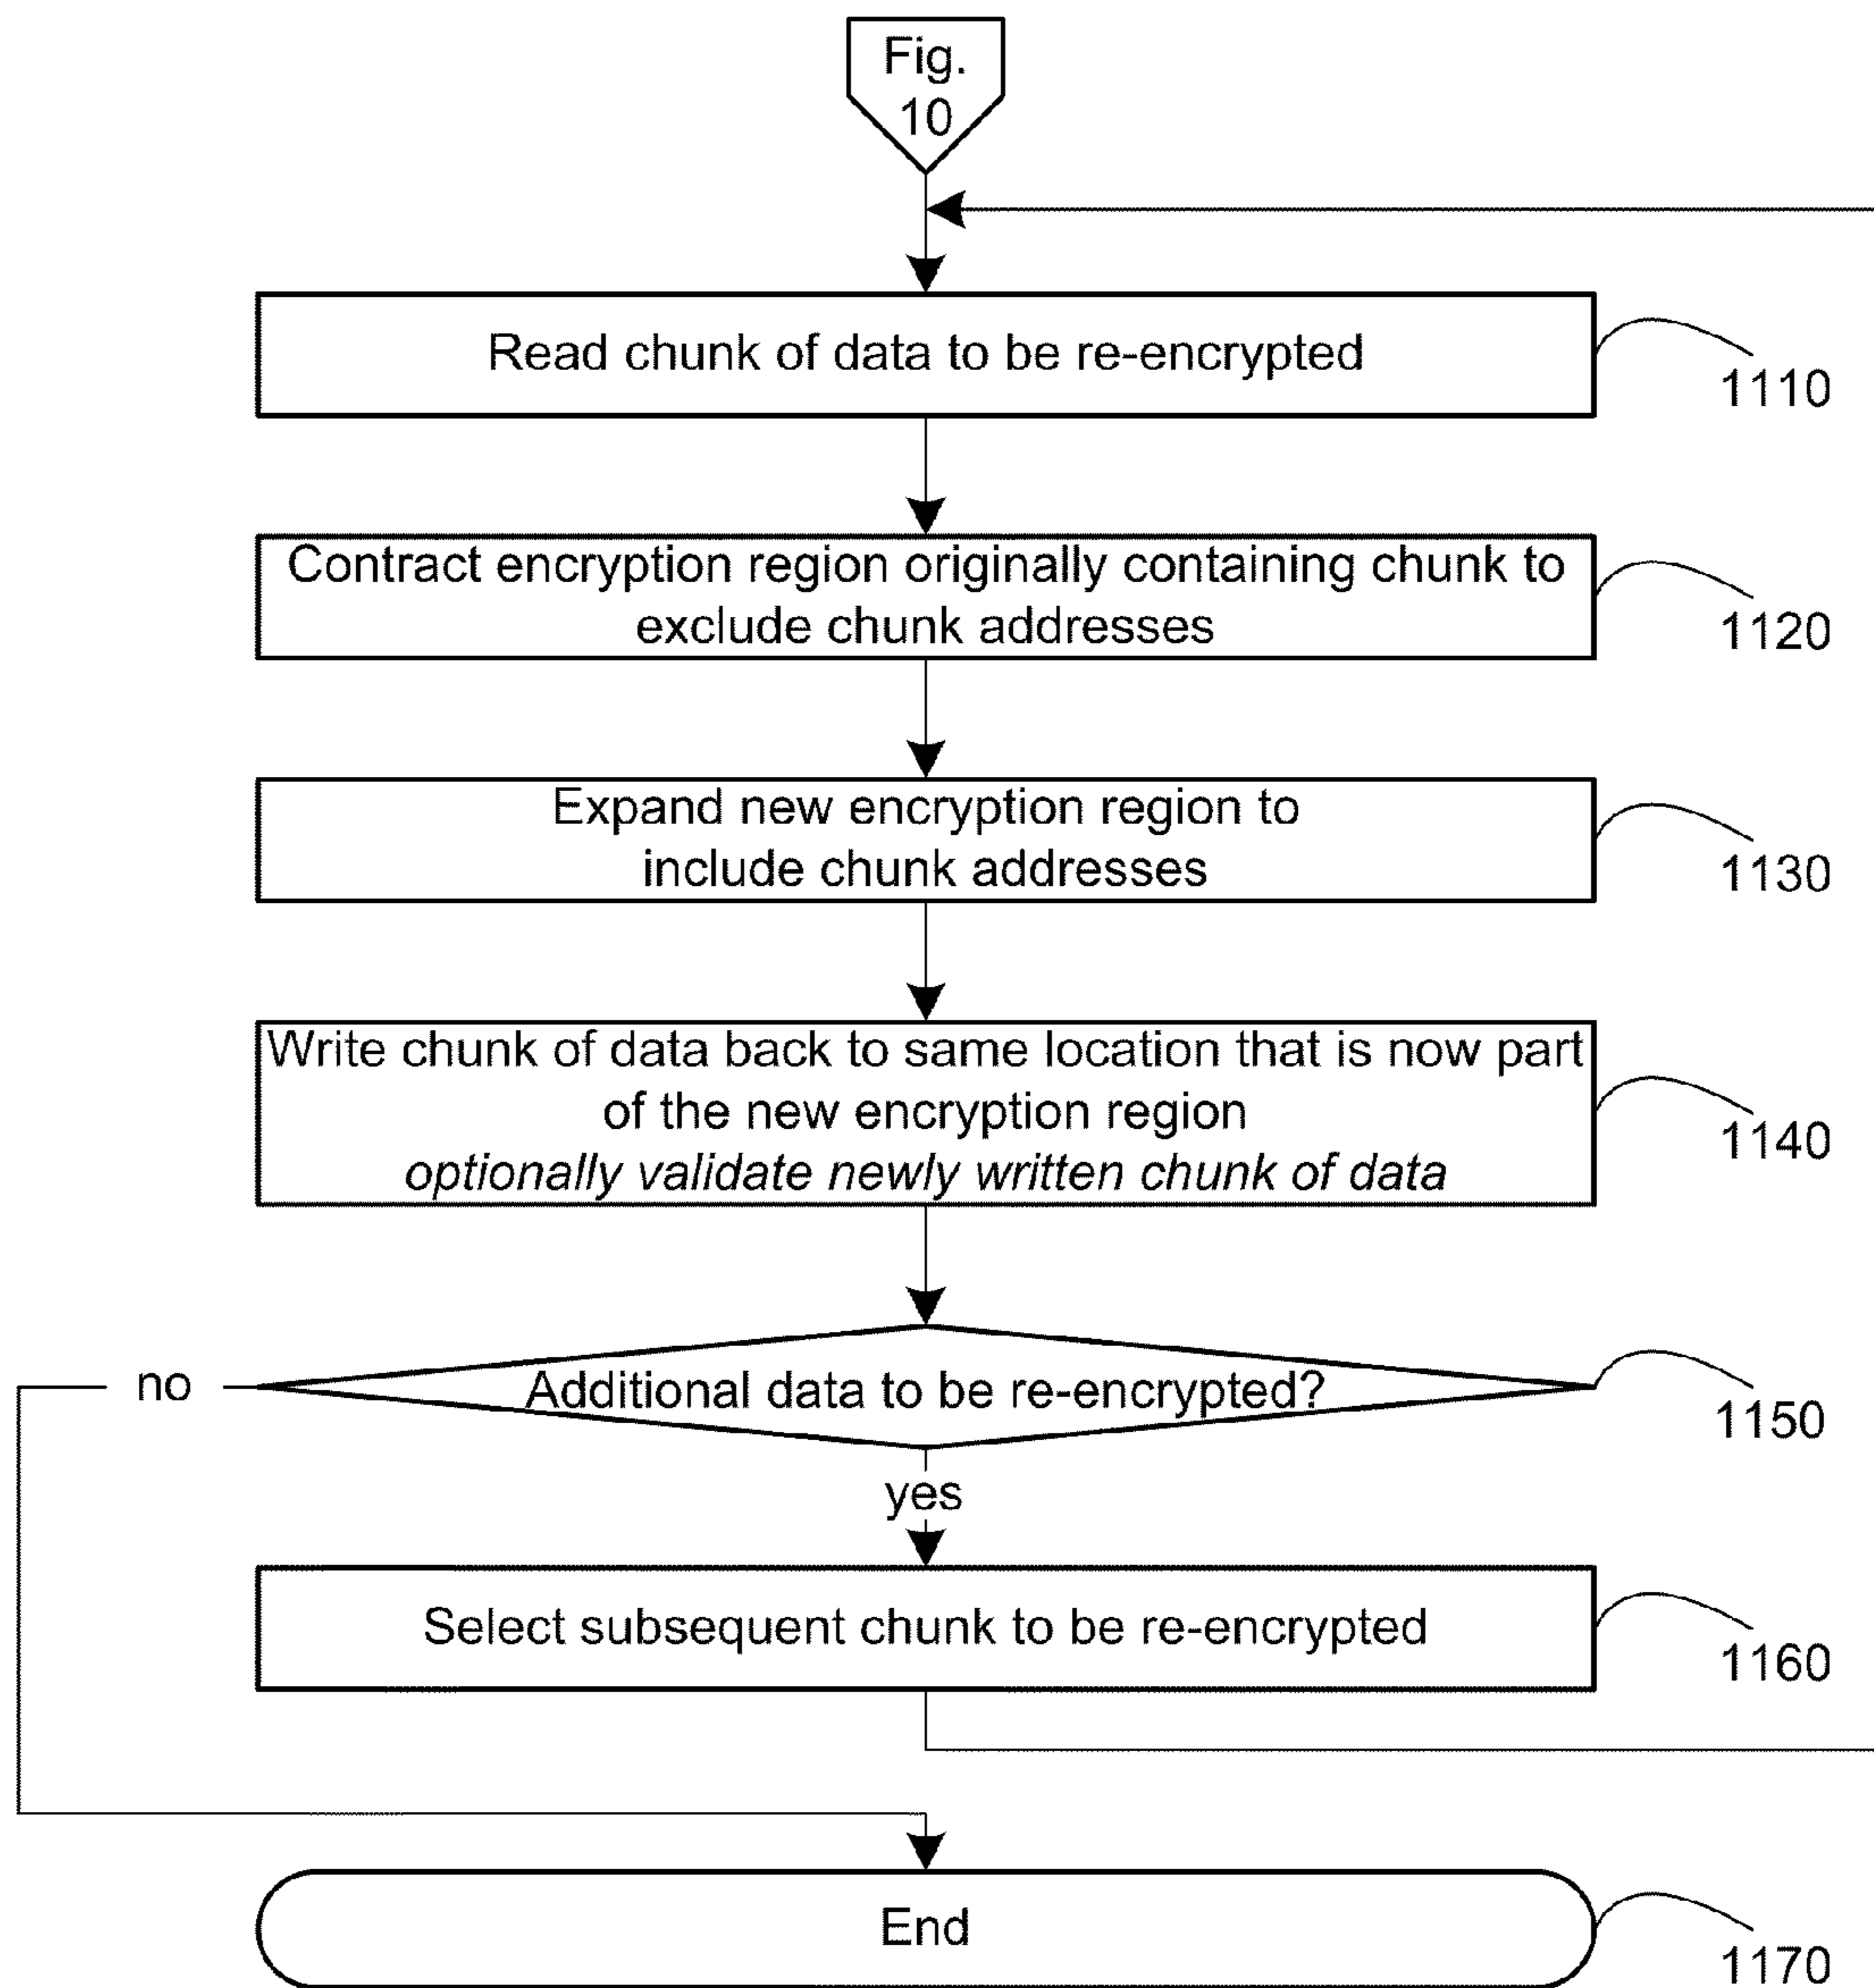 Fig.
10
Read chunk of data to be re-encrypted
1110
Contract encryption region originally containing chunk to
exclude chunk addresses
1120
Expand new encryption region to
include chunk addresses
1130
Write chunk of data back to same location that is now part
of the new encryption region
optionally validate newly written chunk of data
1140
no
Additional data to be re-encrypted?
1150
yes
Select subsequent chunk to be re-encrypted
1160
End
1170